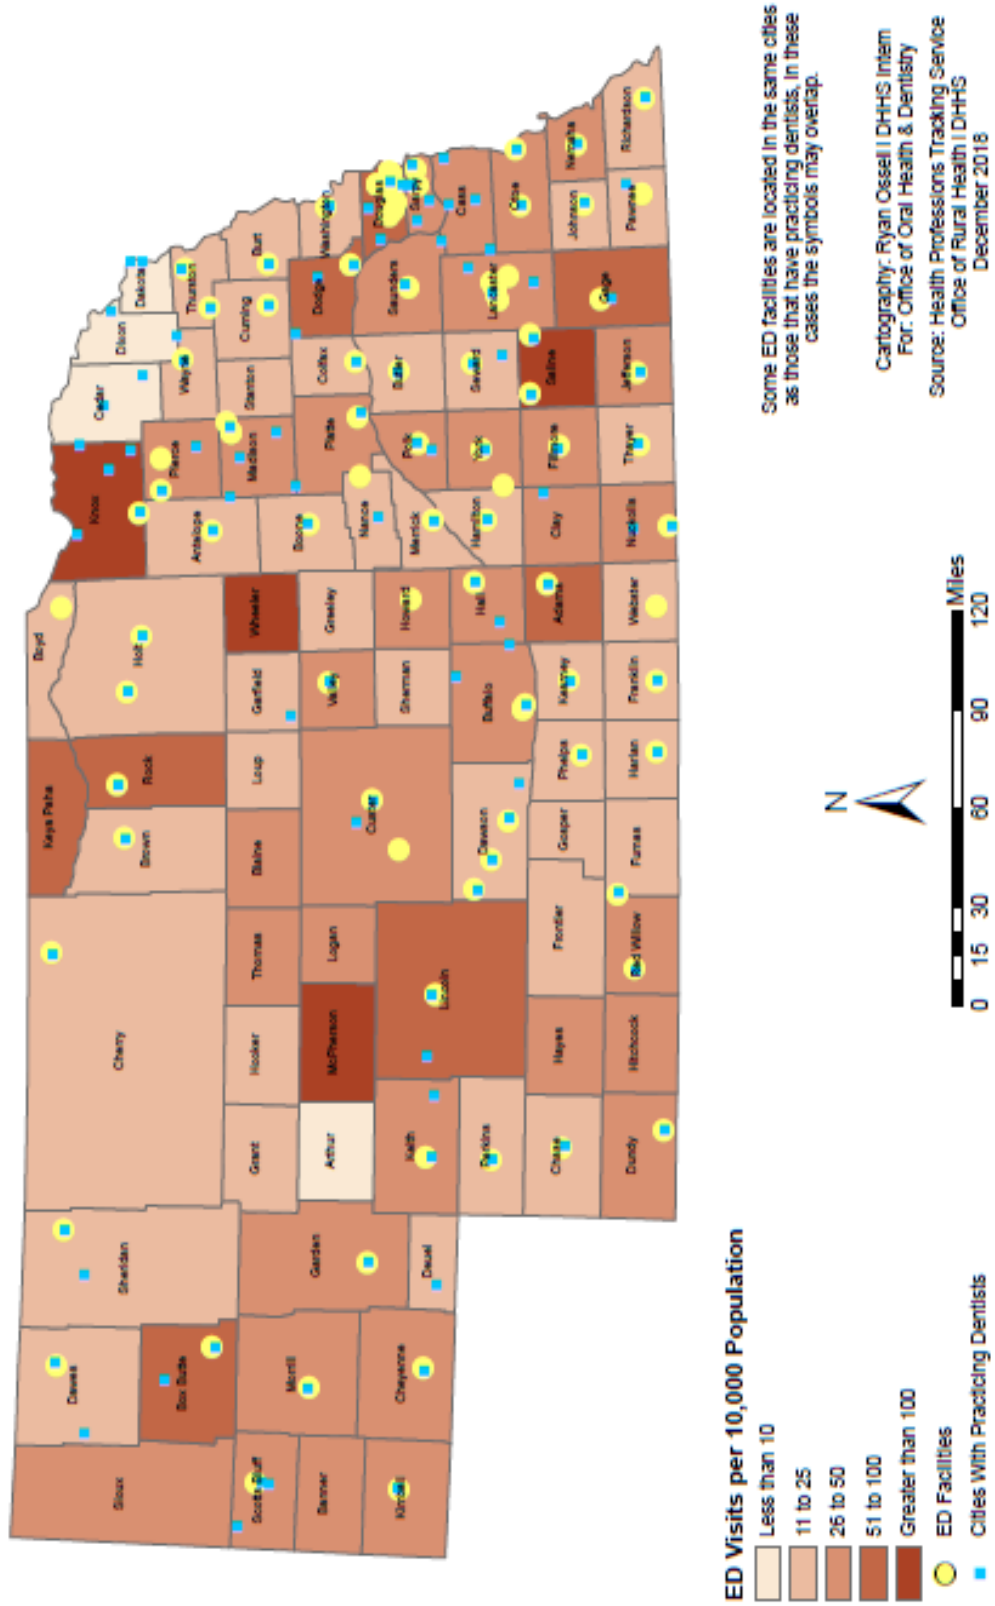 Sioux
Dawes
Sheridan
Cherry
Keya Paha
Boyd
Brown
Rock
Holt
Knox
Cedar
Dixon
Dakota
Box Butte
Scotts Bluff
Banner
Kimball
Morrill
Cheyenne
Garden
Deuel
Grant
Hooker
Thomas
Blaine
Loup
Garfield
Wheeler
Arthur
McPherson
Logan
Custer
Valley
Greeley
Sherman
Howard
Keith
Lincoln
Perkins
Chase
Dundy
Hayes
Hitchcock
Frontier
Red Willow
Dawson
Gosper
Furnas
Phelps
Harlan
Buffalo
Kearney
Franklin
Hall
Adams
Webster
Antelope
Pierce
Wayne
Thurston
Boone
Madison
Stanton
Cuming
Burt
Nance
Platte
Colfax
Dodge
Washington
Merrick
Polk
Butler
Saunders
Douglas
Sarpy
Hamilton
York
Seward
Lancaster
Cass
Otoe
Clay
Fillmore
Saline
Gage
Johnson
Nemaha
Nuckolls
Thayer
Jefferson
Pawnee
Richardson
ED Visits per 10,000 Population
Less than 10
11 to 25
26 to 50
51 to 100
Greater than 100
ED Facilities
Cities With Practicing Dentists
N
0 15 30 60 90 120
Miles
Some ED facilities are located in the same cities
as those that have practicing dentists, in these
cases the symbols may overlap.
Cartography: Ryan Ossell I DHHS Intern
For: Office of Oral Health & Dentistry
Source: Health Professions Tracking Service
Office of Rural Health I DHHS
December 2018